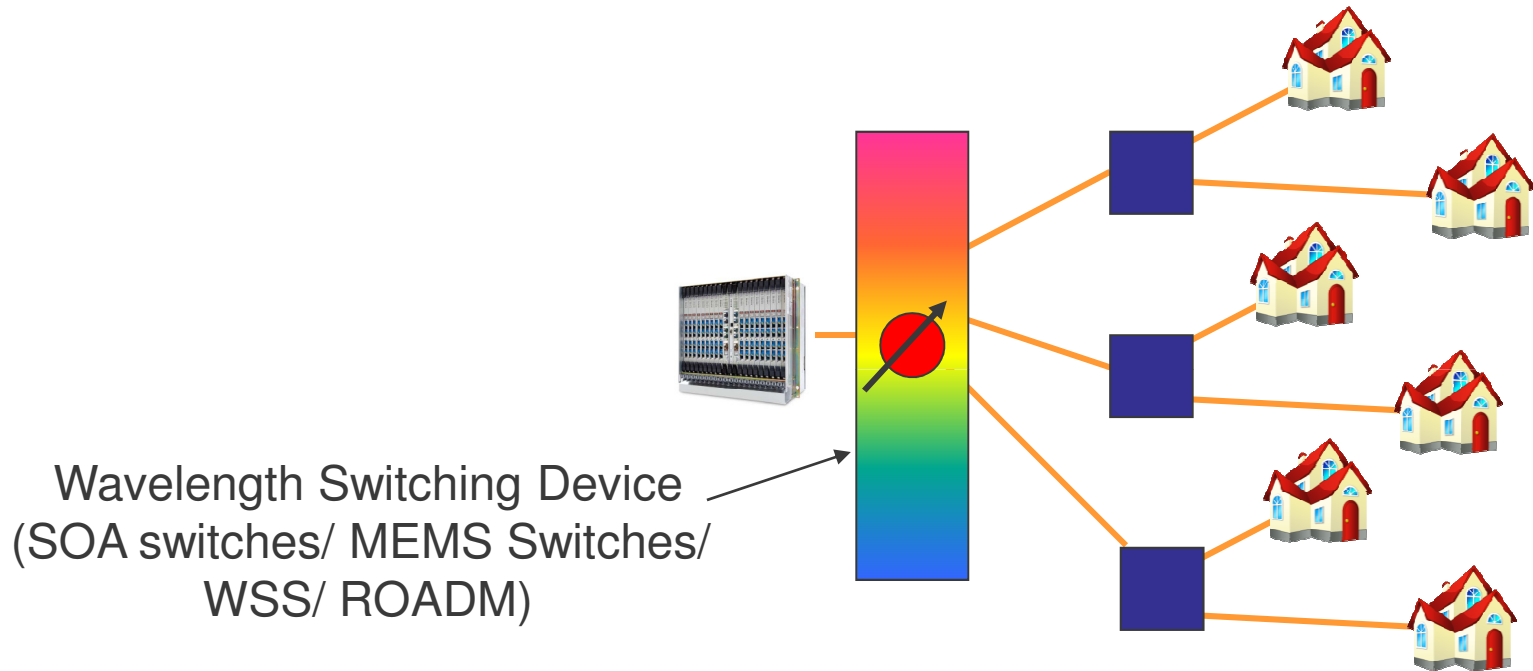 Wavelength Switching Device
(SOA switches/ MEMS Switches/
WSS/ ROADM)